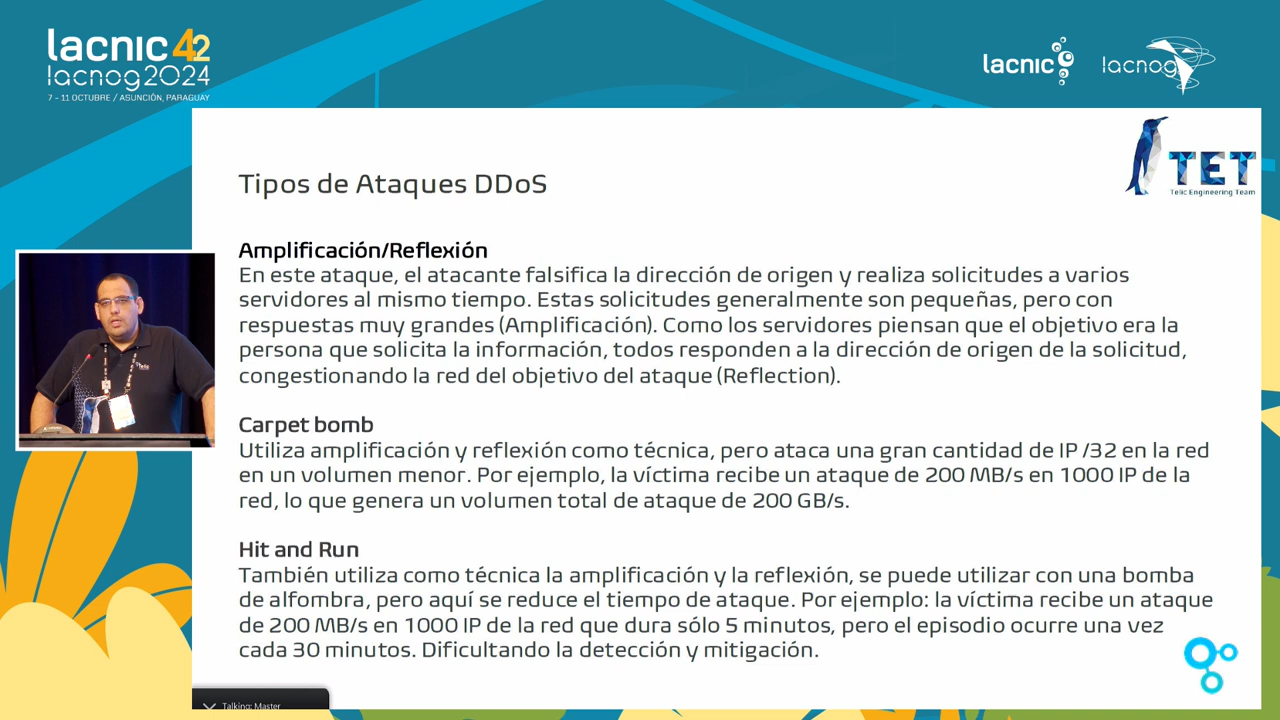 lacnic 42
lacnog2024
7 - 11 OCTUBRE / ASUNCIÓN, PARAGUAY
lacnic
lacnog
TET
Telic Engineering Team
Tipos de Ataques DDoS
Amplificación/Reflexión
En este ataque, el atacante falsifica la dirección de origen y realiza solicitudes a varios
servidores al mismo tiempo. Estas solicitudes generalmente son pequeñas, pero con
respuestas muy grandes (Amplificación). Como los servidores piensan que el objetivo era la
persona que solicita la información, todos responden a la dirección de origen de la solicitud,
congestionando la red del objetivo del ataque (Reflection).
Carpet bomb
Utiliza amplificación y reflexión como técnica, pero ataca una gran cantidad de IP /32 en la red
en un volumen menor. Por ejemplo, la víctima recibe un ataque de 200 MB/s en 1000 IP de la
red, lo que genera un volumen total de ataque de 200 GB/s.
Hit and Run
También utiliza como técnica la amplificación y la reflexión, se puede utilizar con una bomba
de alfombra, pero aquí se reduce el tiempo de ataque. Por ejemplo: la víctima recibe un ataque
de 200 MB/s en 1000 IP de la red que dura sólo 5 minutos, pero el episodio ocurre una vez
cada 30 minutos. Dificultando la detección y mitigación.
Talking: Master